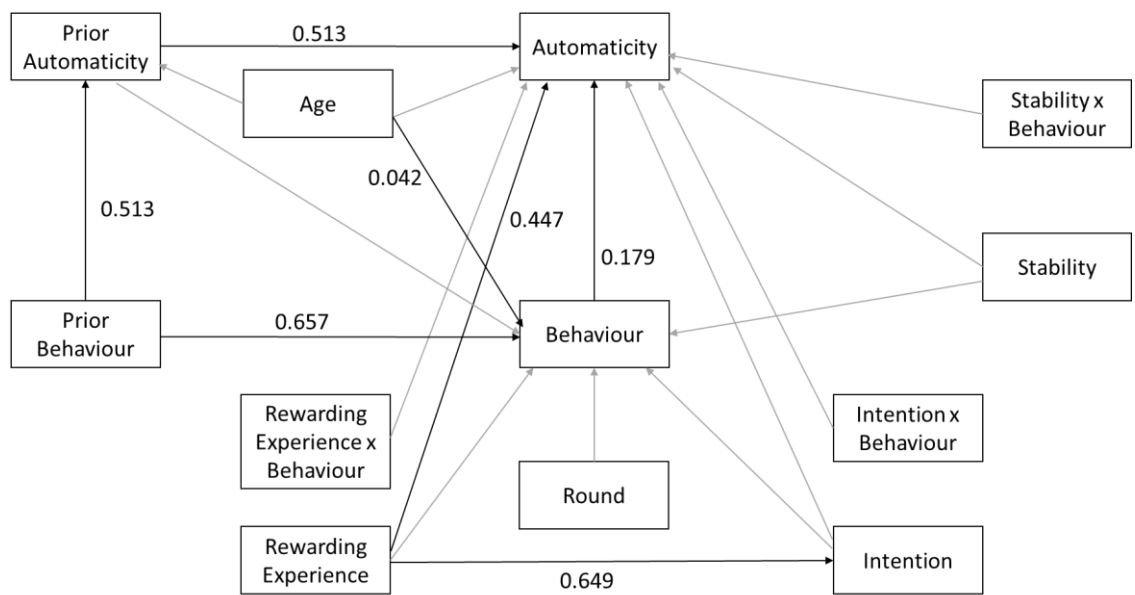 Prior
Automaticity
0.513
Automaticity
Age
Stability x
Behaviour
0.042
0.513
0.447
0.179
Stability
Prior
Behaviour
0.657
Behaviour
Rewarding
Experience x
Behaviour
Intention x
Behaviour
Round
Rewarding
Experience
0.649
Intention